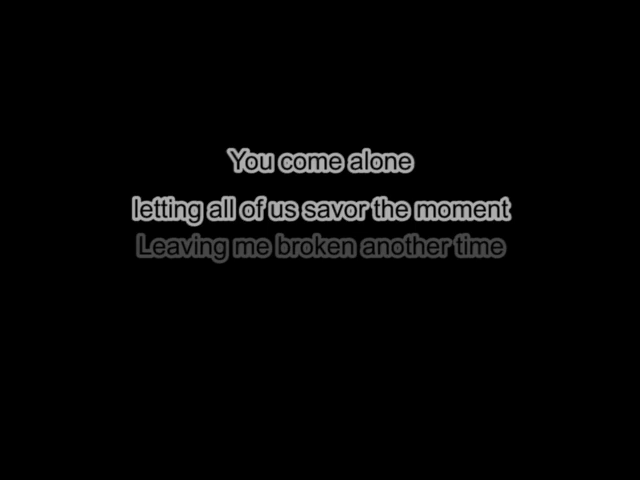 You come alone
letting all of us savor the moment
Leaving me broken another time